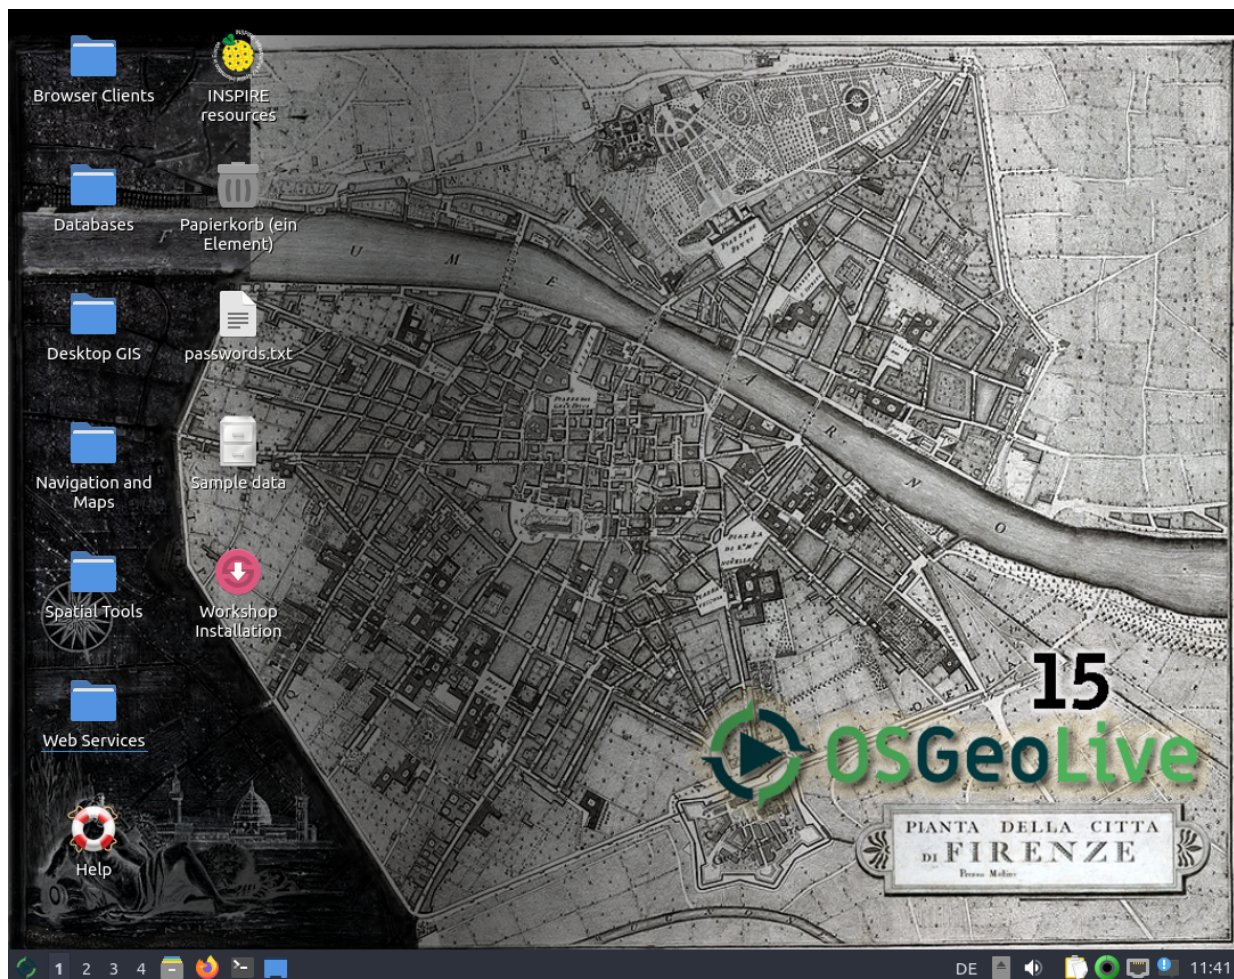 Browser Clients
INSPIRE
resources
Databases
Papierkorb (ein
Element)
Desktop GIS
passwords.txt
Navigation and
Maps
Sample data
Spatial Tools
Workshop
Installation
Web Services
Help
F
U
M
E
A
R
N
O
15
OSGeoLive
PIANTA DELLA CITTA
DI FIRENZE
1 2 3 4
DE
11:41